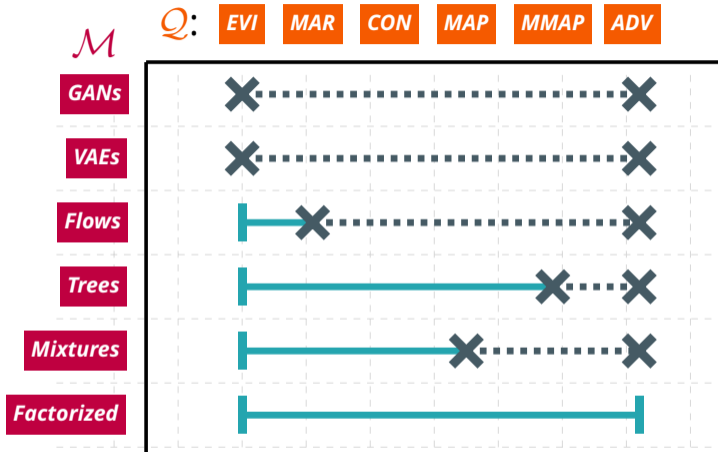 𝒬: EVI MAR CON MAP MMAP ADV
ℳ
GANs
VAEs
Flows
Trees
Mixtures
Factorized